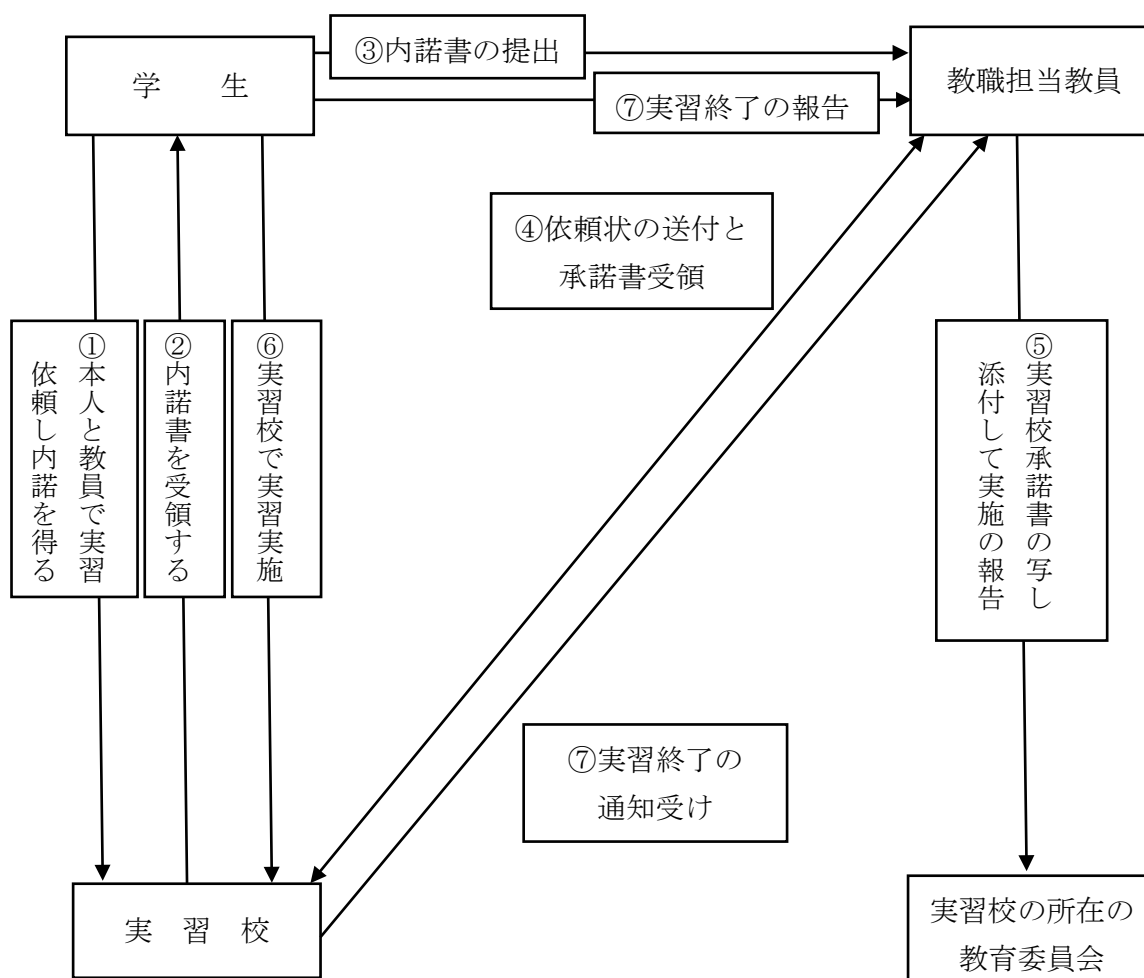 ③内諾書の提出
学　　生
教職担当教員
⑦実習終了の報告
④依頼状の送付と
承諾書受領
①本人と教員で実習
依頼し内諾を得る
②内諾書を受領する
⑥実習校で実習実施
⑤実習校承諾書の写し
添付して実施の報告
⑦実習終了の
通知受け
実　習　校
実習校の所在の
教育委員会